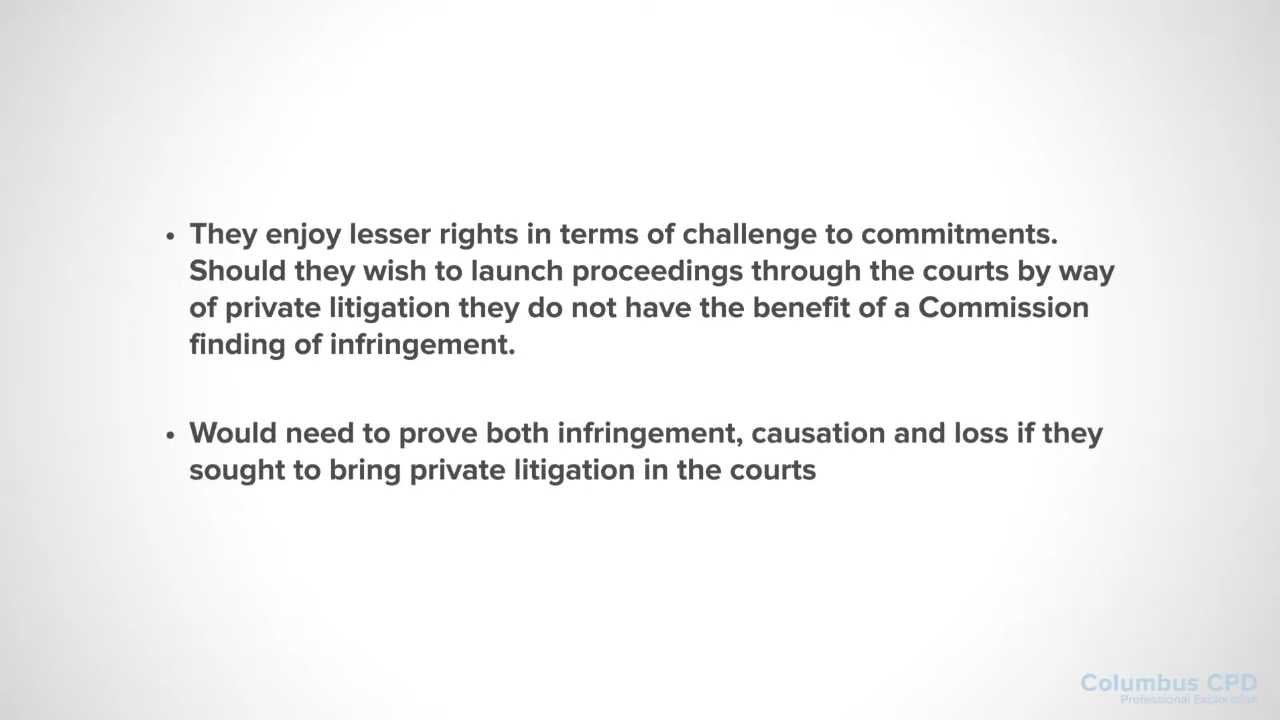 • They enjoy lesser rights in terms of challenge to commitments.
Should they wish to launch proceedings through the courts by way
of private litigation they do not have the benefit of a Commission
finding of infringement.
• Would need to prove both infringement, causation and loss if they
sought to bring private litigation in the courts
Columbus CPD
Professional Exploration